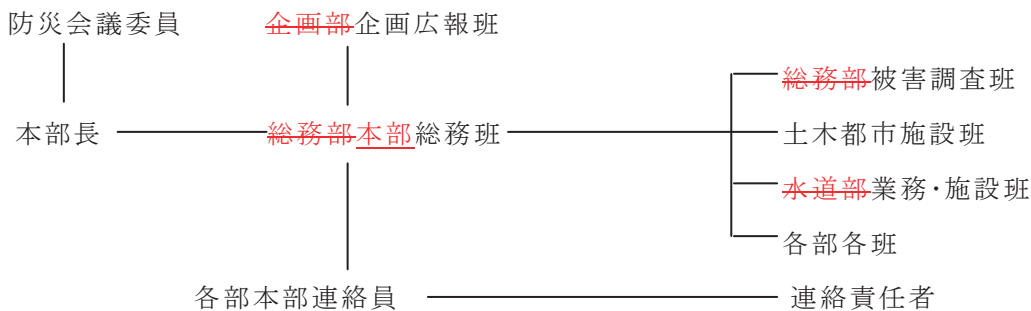 防災会議委員
企画部企画広報班
総務部被害調査班
本部長
総務部本部総務班
土木都市施設班
水道部業務・施設班
各部各班
各部本部連絡員
連絡責任者